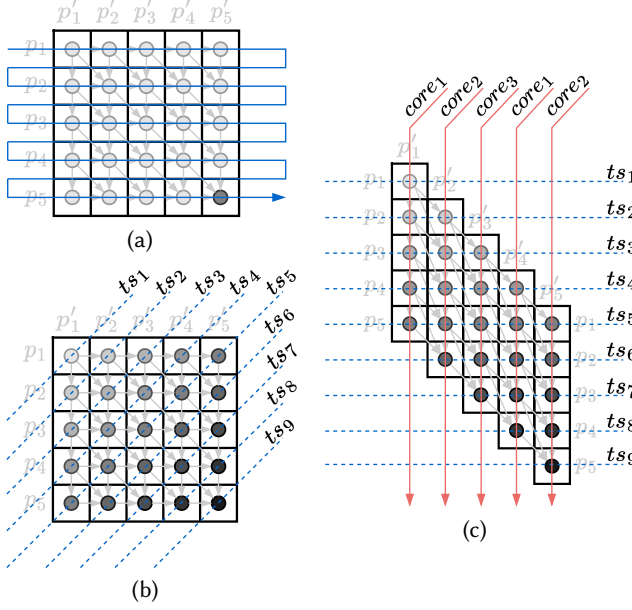 p′1 p′2 p′3 p′4 p′5
p1
p2
p3
p4
p5
(a)
ts1 ts2 ts3 ts4 ts5
ts6
ts7
ts8
ts9
p′1 p′2 p′3 p′4 p′5
p1
p2
p3
p4
p5
(b)
core1 core2 core3 core1 core2
p′1
p1 p′2 ts1
p2 p′3 ts2
p3 p′4 ts3
p4 p′5 ts4
p5 p1 ts5
p2 ts6
p3 ts7
p4 ts8
p5 ts9
(c)